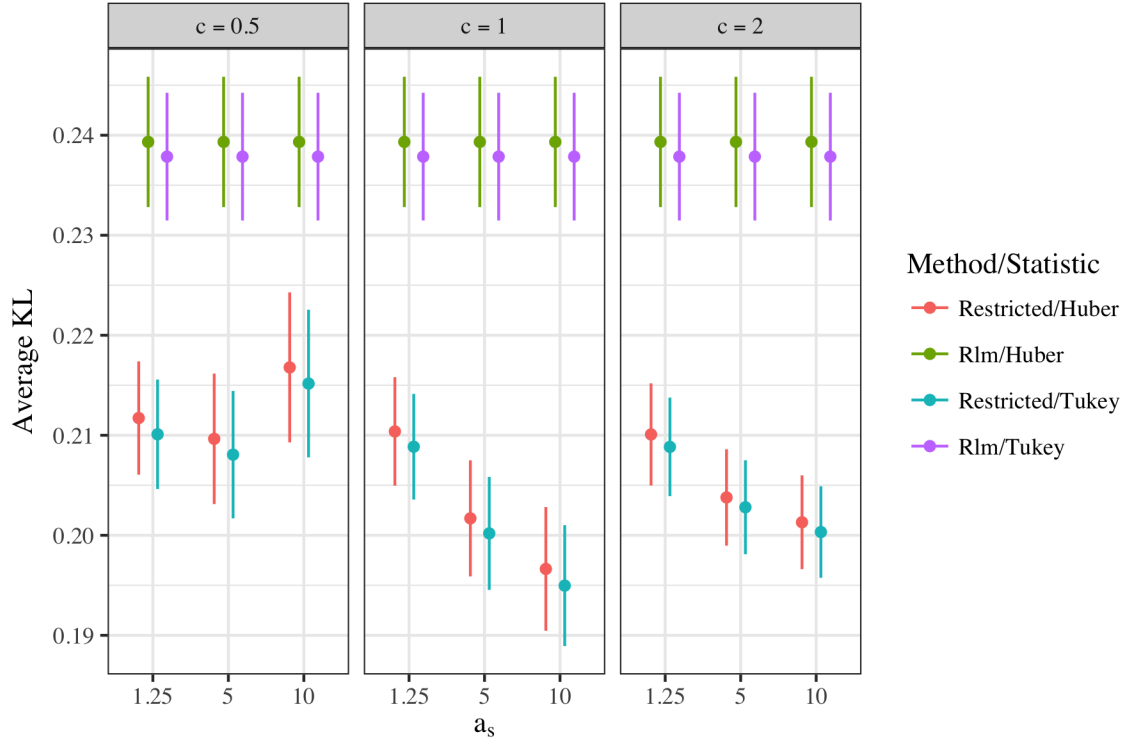 c = 0.5
c = 1
c = 2
Average KL
0.24
0.23
0.22
0.21
0.20
0.19
1.25 5 10
1.25 5 10
1.25 5 10
aₛ
Method/Statistic
Restricted/Huber
Rlm/Huber
Restricted/Tukey
Rlm/Tukey